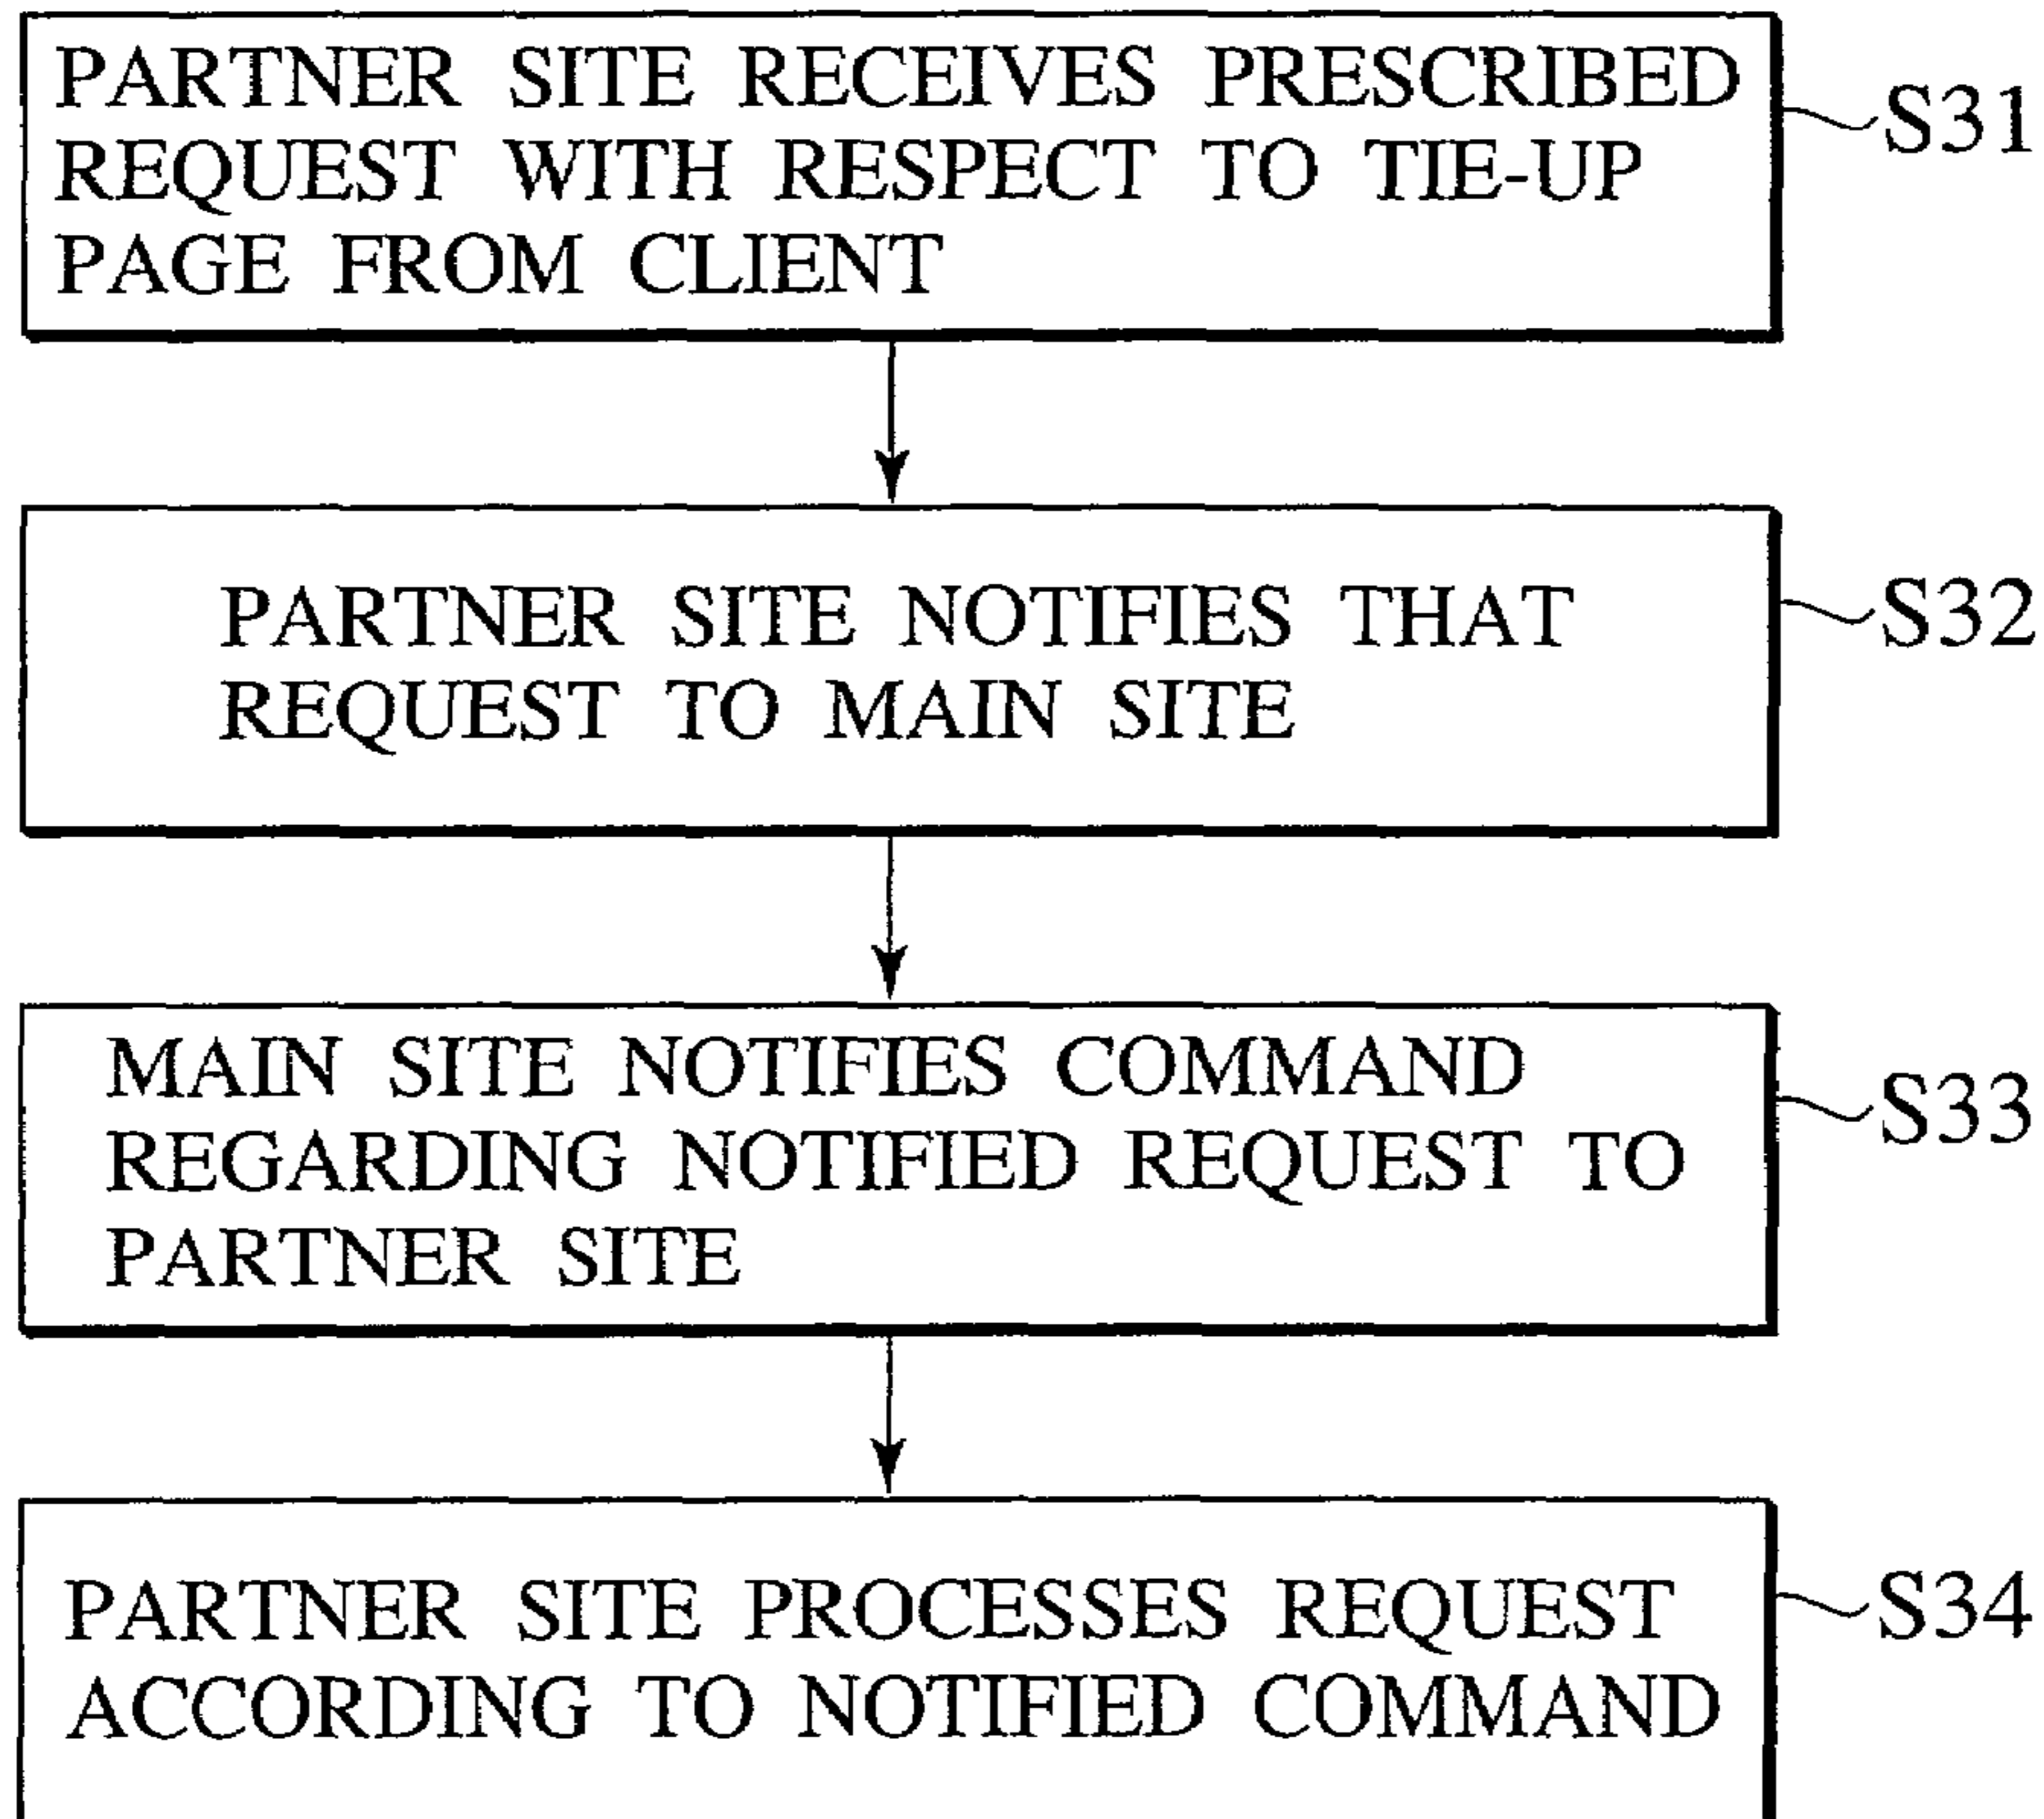 PARTNER SITE RECEIVES PRESCRIBED
REQUEST WITH RESPECT TO TIE-UP
PAGE FROM CLIENT
S31
PARTNER SITE NOTIFIES THAT
REQUEST TO MAIN SITE
S32
MAIN SITE NOTIFIES COMMAND
REGARDING NOTIFIED REQUEST TO
PARTNER SITE
S33
PARTNER SITE PROCESSES REQUEST
ACCORDING TO NOTIFIED COMMAND
S34